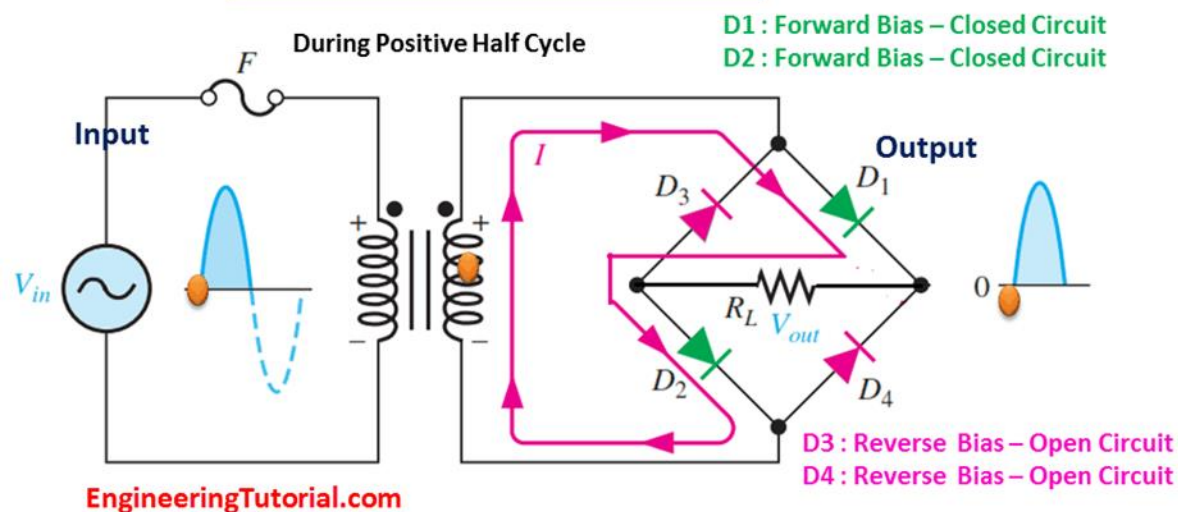 During Positive Half Cycle
D1 : Forward Bias – Closed Circuit
D2 : Forward Bias – Closed Circuit
F
Input
I
Output
D3
D1
+
+
Vin
0
RL
Vout
−
−
D2
D4
D3 : Reverse Bias – Open Circuit
D4 : Reverse Bias – Open Circuit
EngineeringTutorial.com